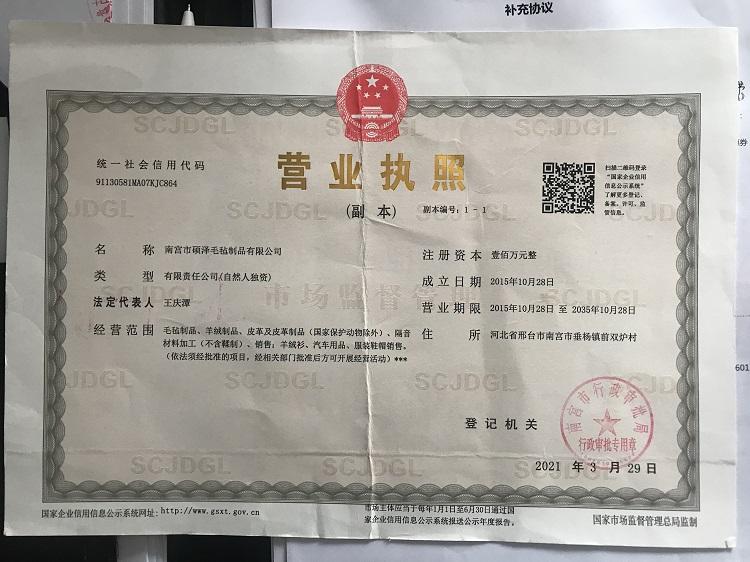 补充协议
SCJDGL
SCJDGL
统一社会信用代码
91130581MA07KJC864
营业执照
(副 本)
副本编号: 1 - 1
扫描二维码登录
“国家企业信用
信息公示系统”
了解更多登记、
备案、许可、监
管信息。
名 称 南宫市硕泽毛毡制品有限公司
类 型 有限责任公司(自然人独资)
法定代表人 王庆潭
经营范围 毛毡制品、羊绒制品、皮革及皮革制品(国家保护动物除外)、隔音
材料加工(不含鞣制)、销售;羊绒衫、汽车用品、服装鞋帽销售。
(依法须经批准的项目,经相关部门批准后方可开展经营活动)***
注册资本 壹佰万元整
成立日期 2015年10月28日
营业期限 2015年10月28日 至 2035年10月28日
住 所 河北省邢台市南宫市垂杨镇前双炉村
市场监督管理
SCJDGL
SCJDGL
SCJDGL
登记机关
南宫市行政审批局
行政审批专用章
2021 年 3 月 29 日
SCJDGL
SCJDGL
SCJDGL
国家企业信用信息公示系统网址: http://www.gsxt.gov.cn
市场主体应当于每年1月1日至6月30日通过国
家企业信用信息公示系统报送公示年度报告。
国家市场监督管理总局监制
601